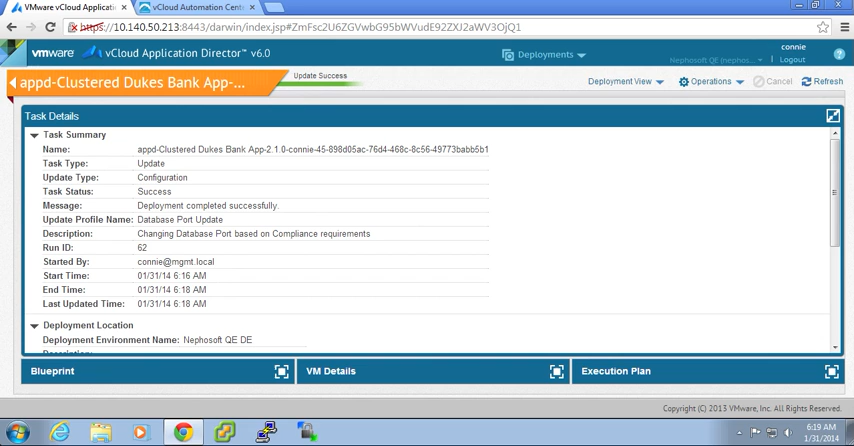 VMware vCloud Applicati
vCloud Automation Cent
https://10.140.50.213:8443/darwin/index.jsp#ZmFsc2U6ZGVwbG95bWVudE92ZXJ2aWV3OjQ1
vmware vCloud Application Director™ v6.0
Deployments
connie
Nephosoft QE (nephos...
Logout
appd-Clustered Dukes Bank App-...
Update Success
Deployment View
Operations
Cancel
Refresh
Task Details
Task Summary
Name: appd-Clustered Dukes Bank App-2.1.0-connie-45-898d05ac-76d4-468c-8c56-49773babb5b1
Task Type: Update
Update Type: Configuration
Task Status: Success
Message: Deployment completed successfully.
Update Profile Name: Database Port Update
Description: Changing Database Port based on Compliance requirements
Run ID: 62
Started By: connie@mgmt.local
Start Time: 01/31/14 6:16 AM
End Time: 01/31/14 6:18 AM
Last Updated Time: 01/31/14 6:18 AM
Deployment Location
Deployment Environment Name: Nephosoft QE DE
Blueprint
VM Details
Execution Plan
Copyright (C) 2013 VMware, Inc. All Rights Reserved.
6:19 AM
1/31/2014